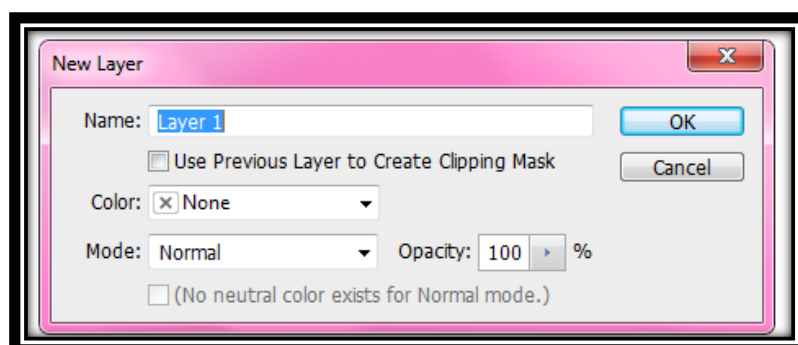 New Layer
Name: Layer 1 OK
Use Previous Layer to Create Clipping Mask Cancel
Color: None
Mode: Normal Opacity: 100 %
(No neutral color exists for Normal mode.)